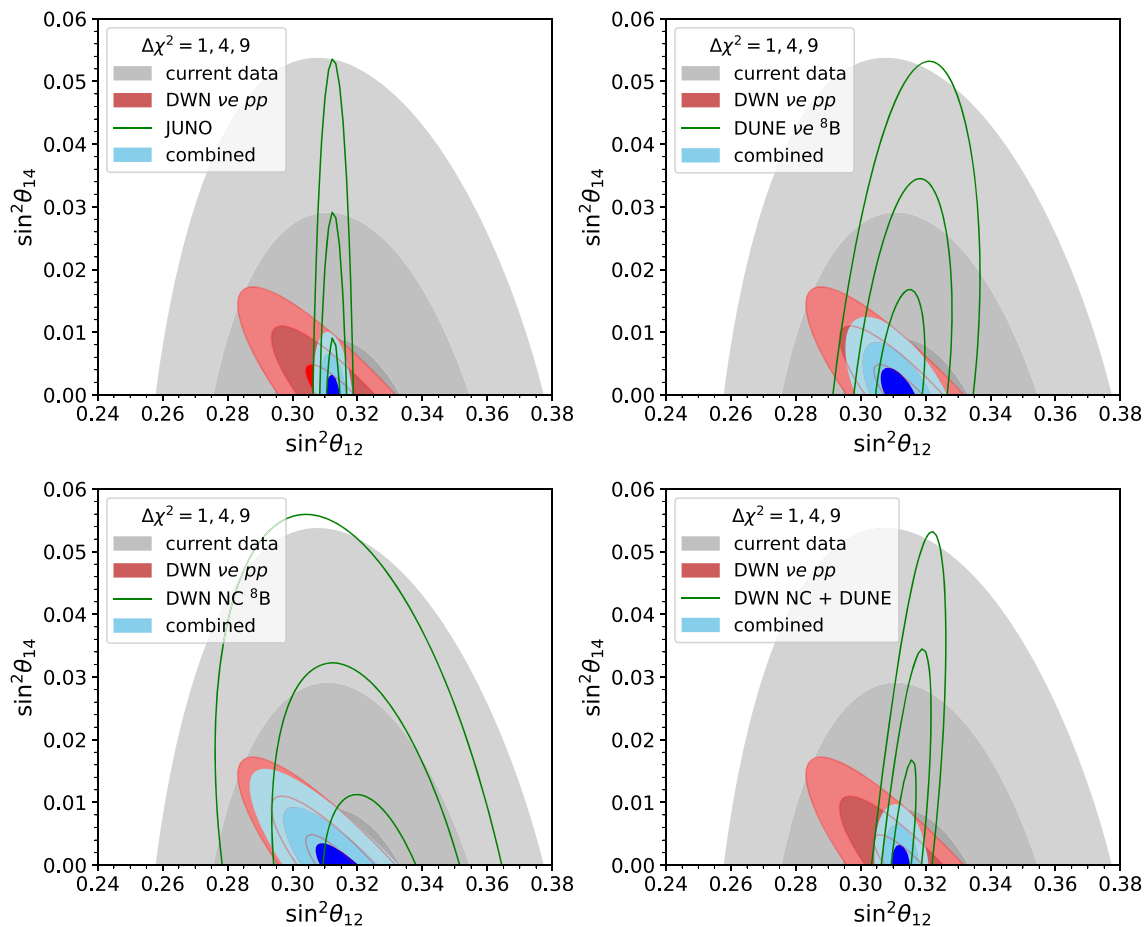 0.06
0.05
0.04
0.03
0.02
0.01
0.00
sin²θ₁₄
Δχ² = 1, 4, 9
current data
DWN νe pp
JUNO
combined
0.24 0.26 0.28 0.30 0.32 0.34 0.36 0.38
sin²θ₁₂
0.06
0.05
0.04
0.03
0.02
0.01
0.00
sin²θ₁₄
Δχ² = 1, 4, 9
current data
DWN νe pp
DUNE νe ⁸B
combined
0.24 0.26 0.28 0.30 0.32 0.34 0.36 0.38
sin²θ₁₂
0.06
0.05
0.04
0.03
0.02
0.01
0.00
sin²θ₁₄
Δχ² = 1, 4, 9
current data
DWN νe pp
DWN NC ⁸B
combined
0.24 0.26 0.28 0.30 0.32 0.34 0.36 0.38
sin²θ₁₂
0.06
0.05
0.04
0.03
0.02
0.01
0.00
sin²θ₁₄
Δχ² = 1, 4, 9
current data
DWN νe pp
DWN NC + DUNE
combined
0.24 0.26 0.28 0.30 0.32 0.34 0.36 0.38
sin²θ₁₂